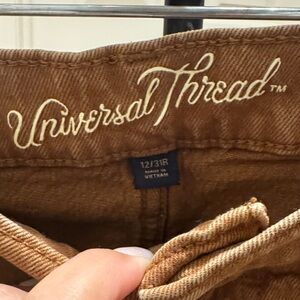 Universal Thread™
12/31R
MADE IN
VIETNAM